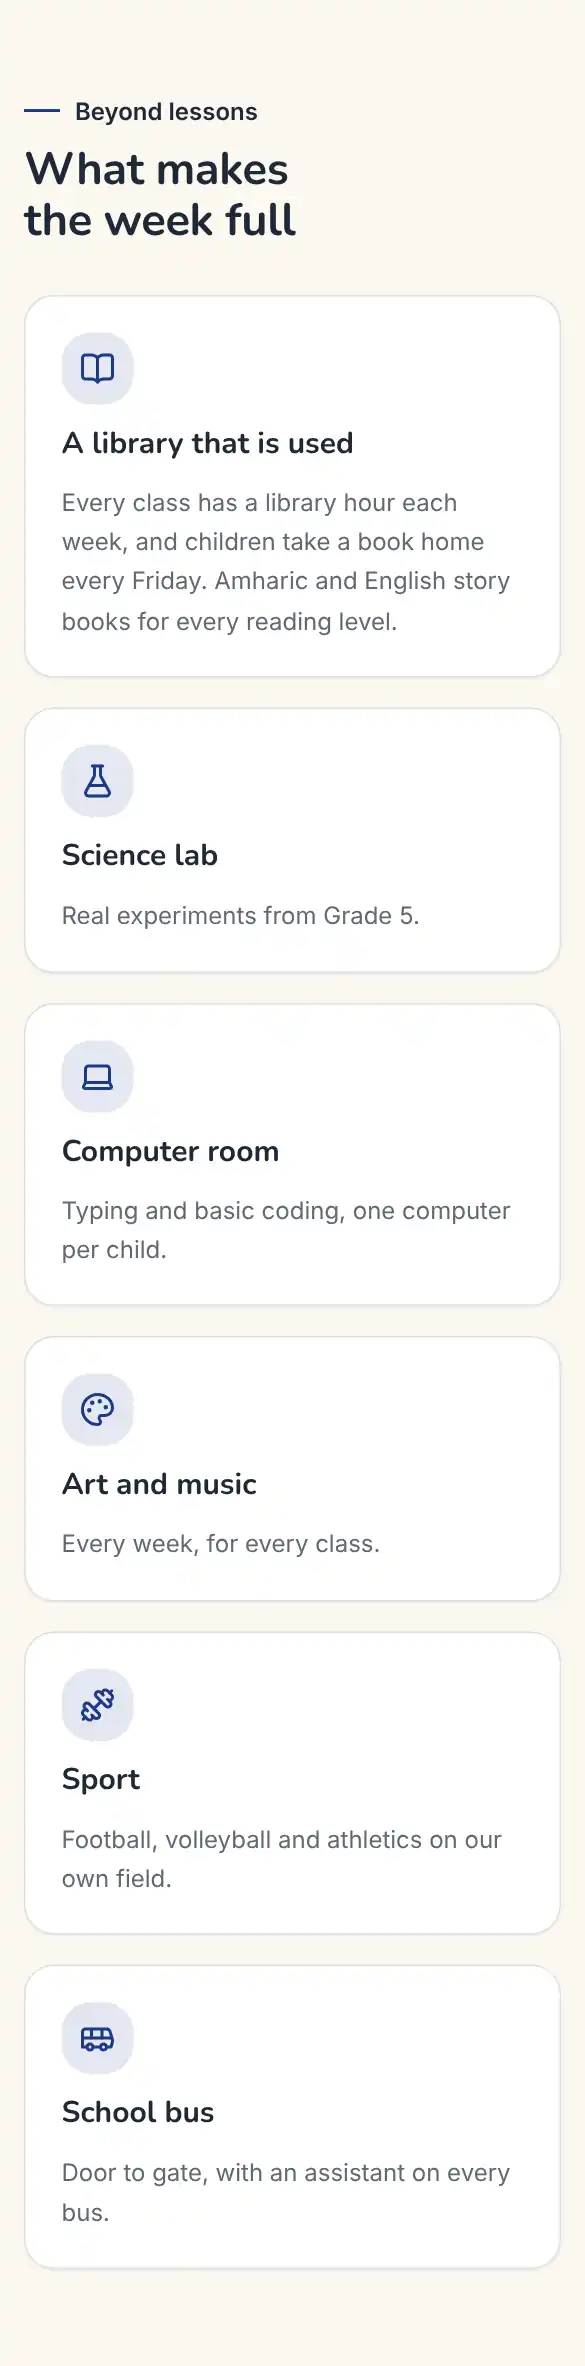 Beyond lessons
What makes
the week full
A library that is used
Every class has a library hour each
week, and children take a book home
every Friday. Amharic and English story
books for every reading level.
Science lab
Real experiments from Grade 5.
Computer room
Typing and basic coding, one computer
per child.
Art and music
Every week, for every class.
Sport
Football, volleyball and athletics on our
own field.
School bus
Door to gate, with an assistant on every
bus.